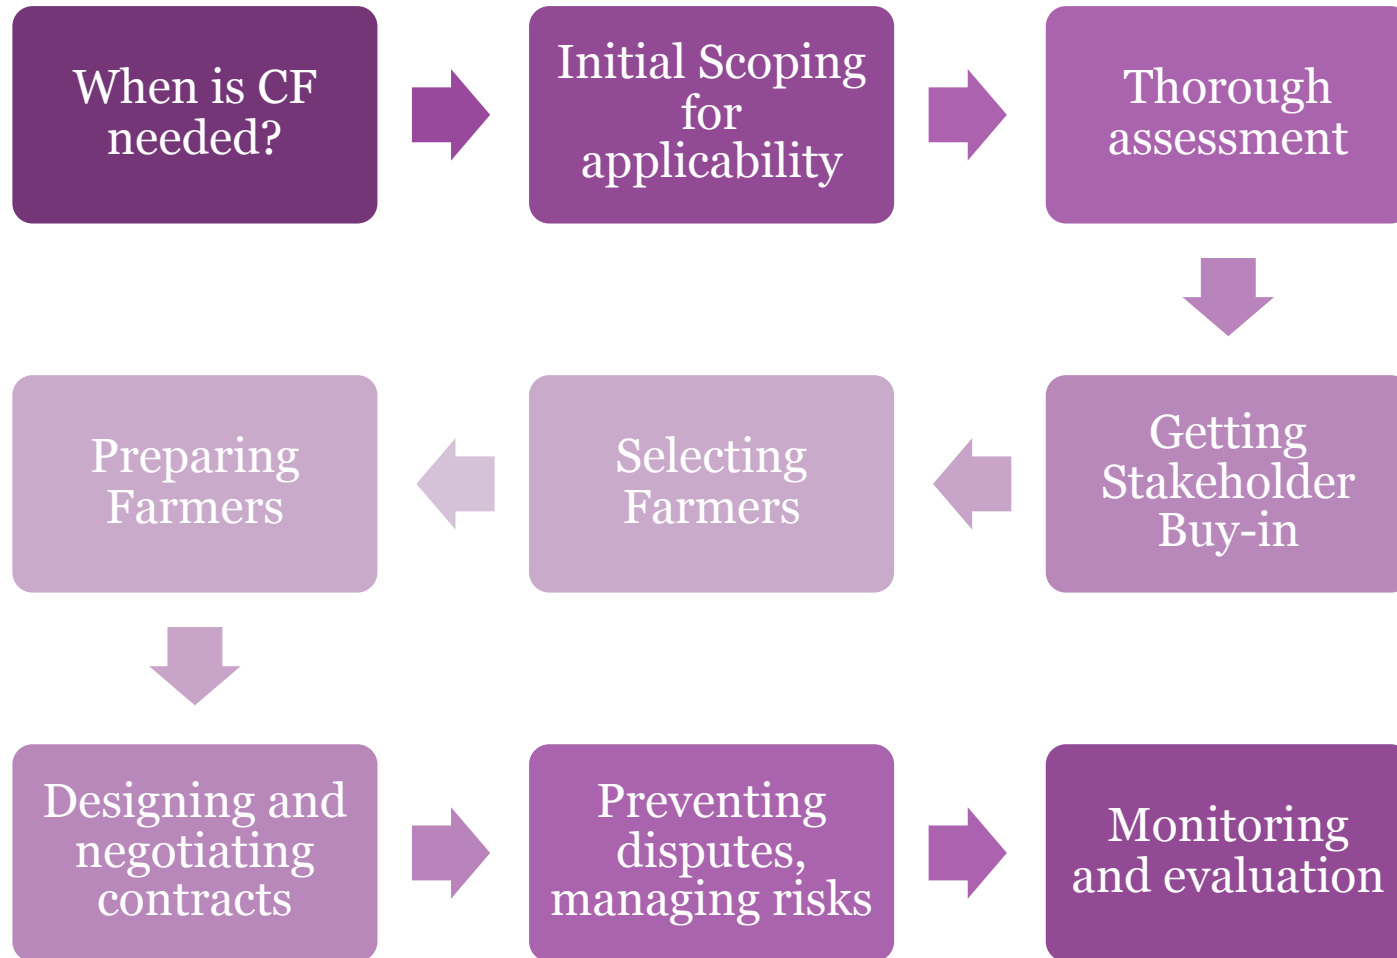 When is CF
needed?
Initial Scoping
for
applicability
Thorough
assessment
Getting
Stakeholder
Buy-in
Selecting
Farmers
Preparing
Farmers
Designing and
negotiating
contracts
Preventing
disputes,
managing risks
Monitoring
and evaluation